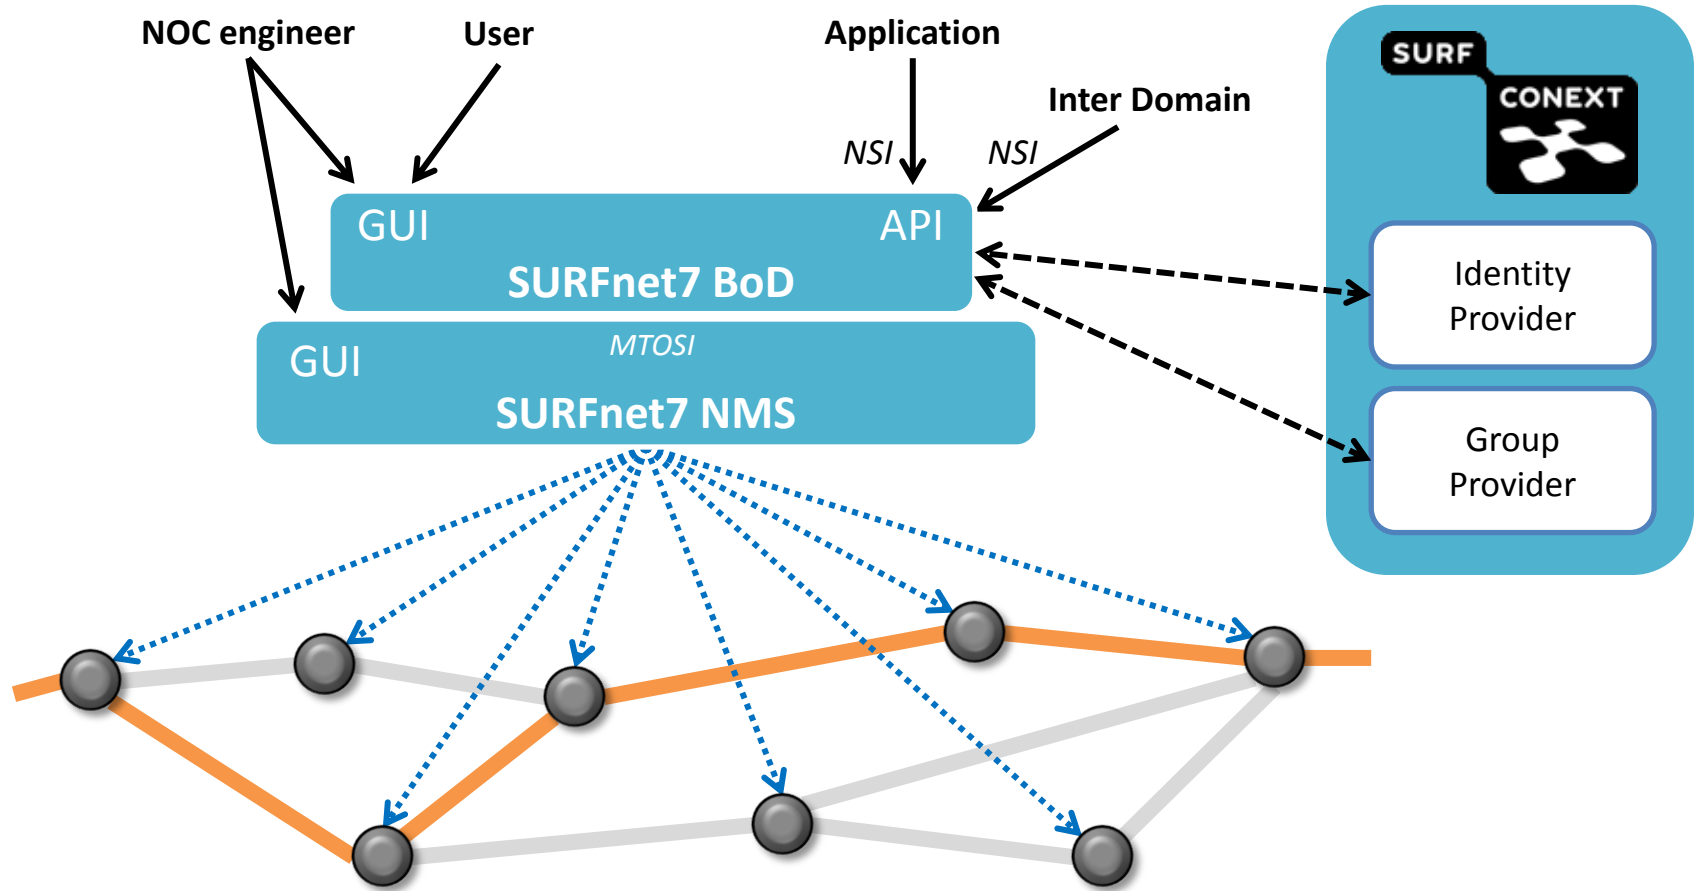 NOC engineer
User
Application
Inter Domain
NSI
NSI
GUI
API
SURFnet7 BoD
MTOSI
GUI
SURFnet7 NMS
SURF
CONEXT
Identity
Provider
Group
Provider